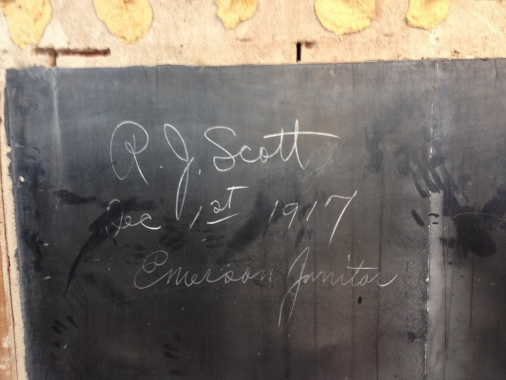 R. J. Scott
Dec 1st 1917
Emerson Janitor